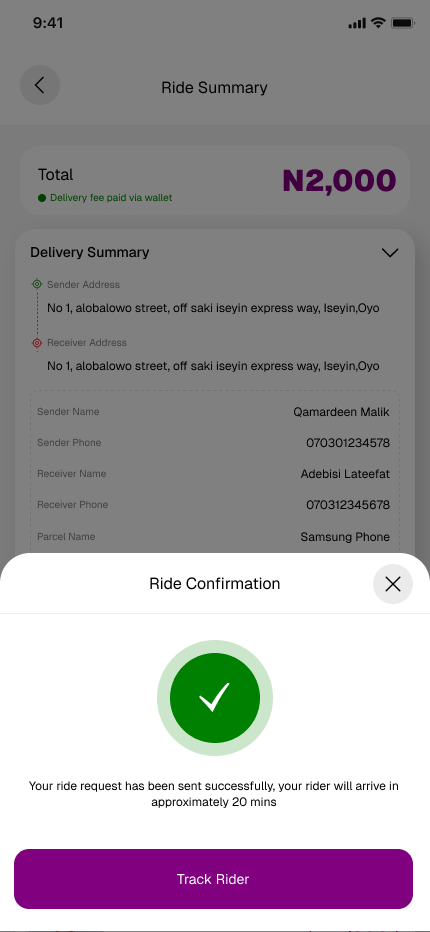 9:41
Ride Summary
Total
N2,000
Delivery fee paid via wallet
Delivery Summary
Sender Address
No 1, alobalowo street, off saki iseyin express way, Iseyin,Oyo
Receiver Address
No 1, alobalowo street, off saki iseyin express way, Iseyin,Oyo
Sender Name
Qamardeen Malik
Sender Phone
070301234578
Receiver Name
Adebisi Lateefat
Receiver Phone
070312345678
Parcel Name
Samsung Phone
Ride Confirmation
Your ride request has been sent successfully, your rider will arrive in
approximately 20 mins
Track Rider